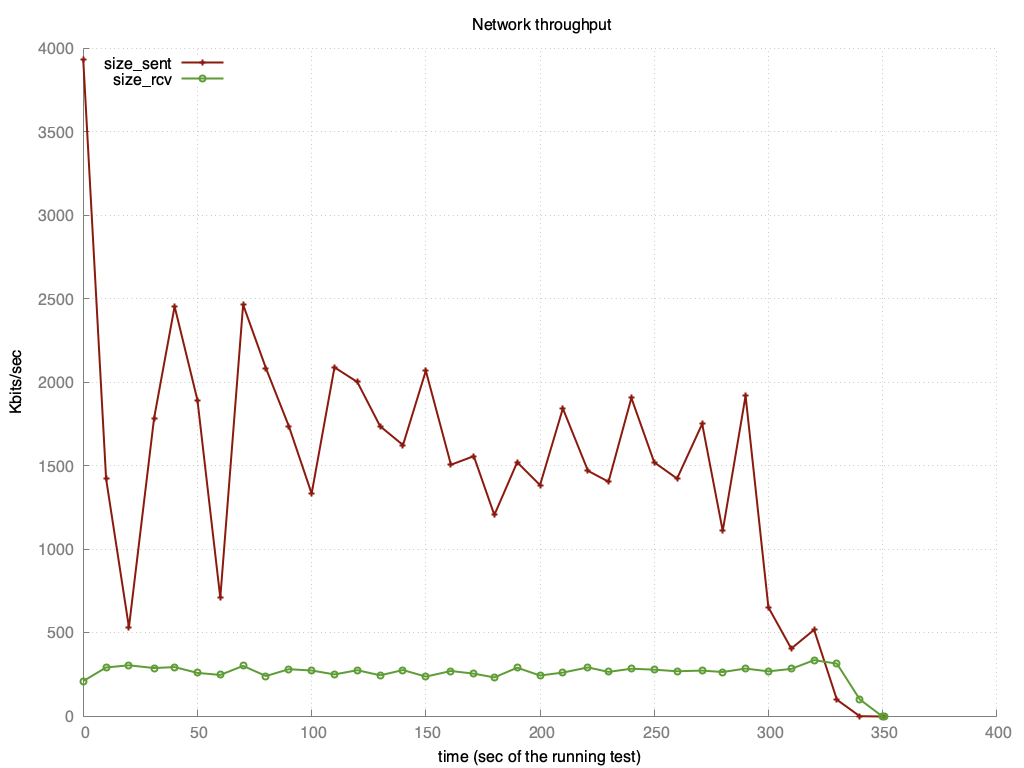 Network throughput
size_sent
size_rcv
4000
3500
3000
2500
2000
1500
1000
500
0
Kbits/sec
0 50 100 150 200 250 300 350 400
time (sec of the running test)